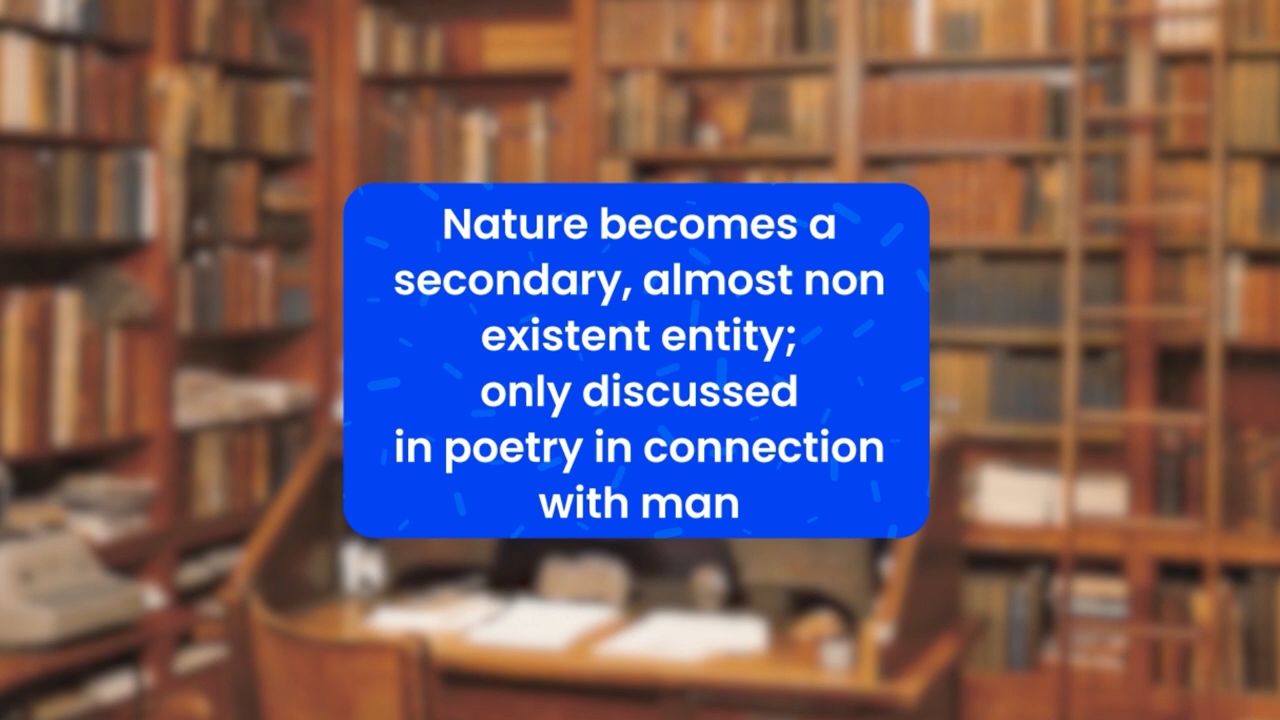 Nature becomes a
secondary, almost non
existent entity;
only discussed
in poetry in connection
with man